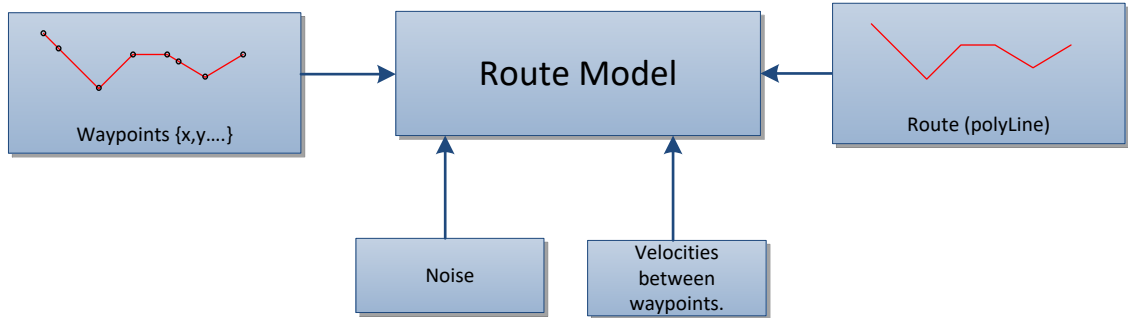 Waypoints {x,y....}
Route Model
Route (polyLine)
Noise
Velocities
between
waypoints.